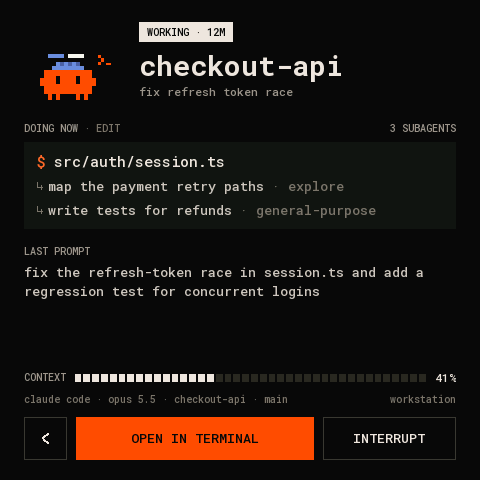 WORKING · 12M
checkout-api
fix refresh token race
DOING NOW · EDIT
3 SUBAGENTS
$ src/auth/session.ts
↳ map the payment retry paths · explore
↳ write tests for refunds · general-purpose
LAST PROMPT
fix the refresh-token race in session.ts and add a
regression test for concurrent logins
CONTEXT
41%
claude code · opus 5.5 · checkout-api · main
workstation
<
OPEN IN TERMINAL
INTERRUPT